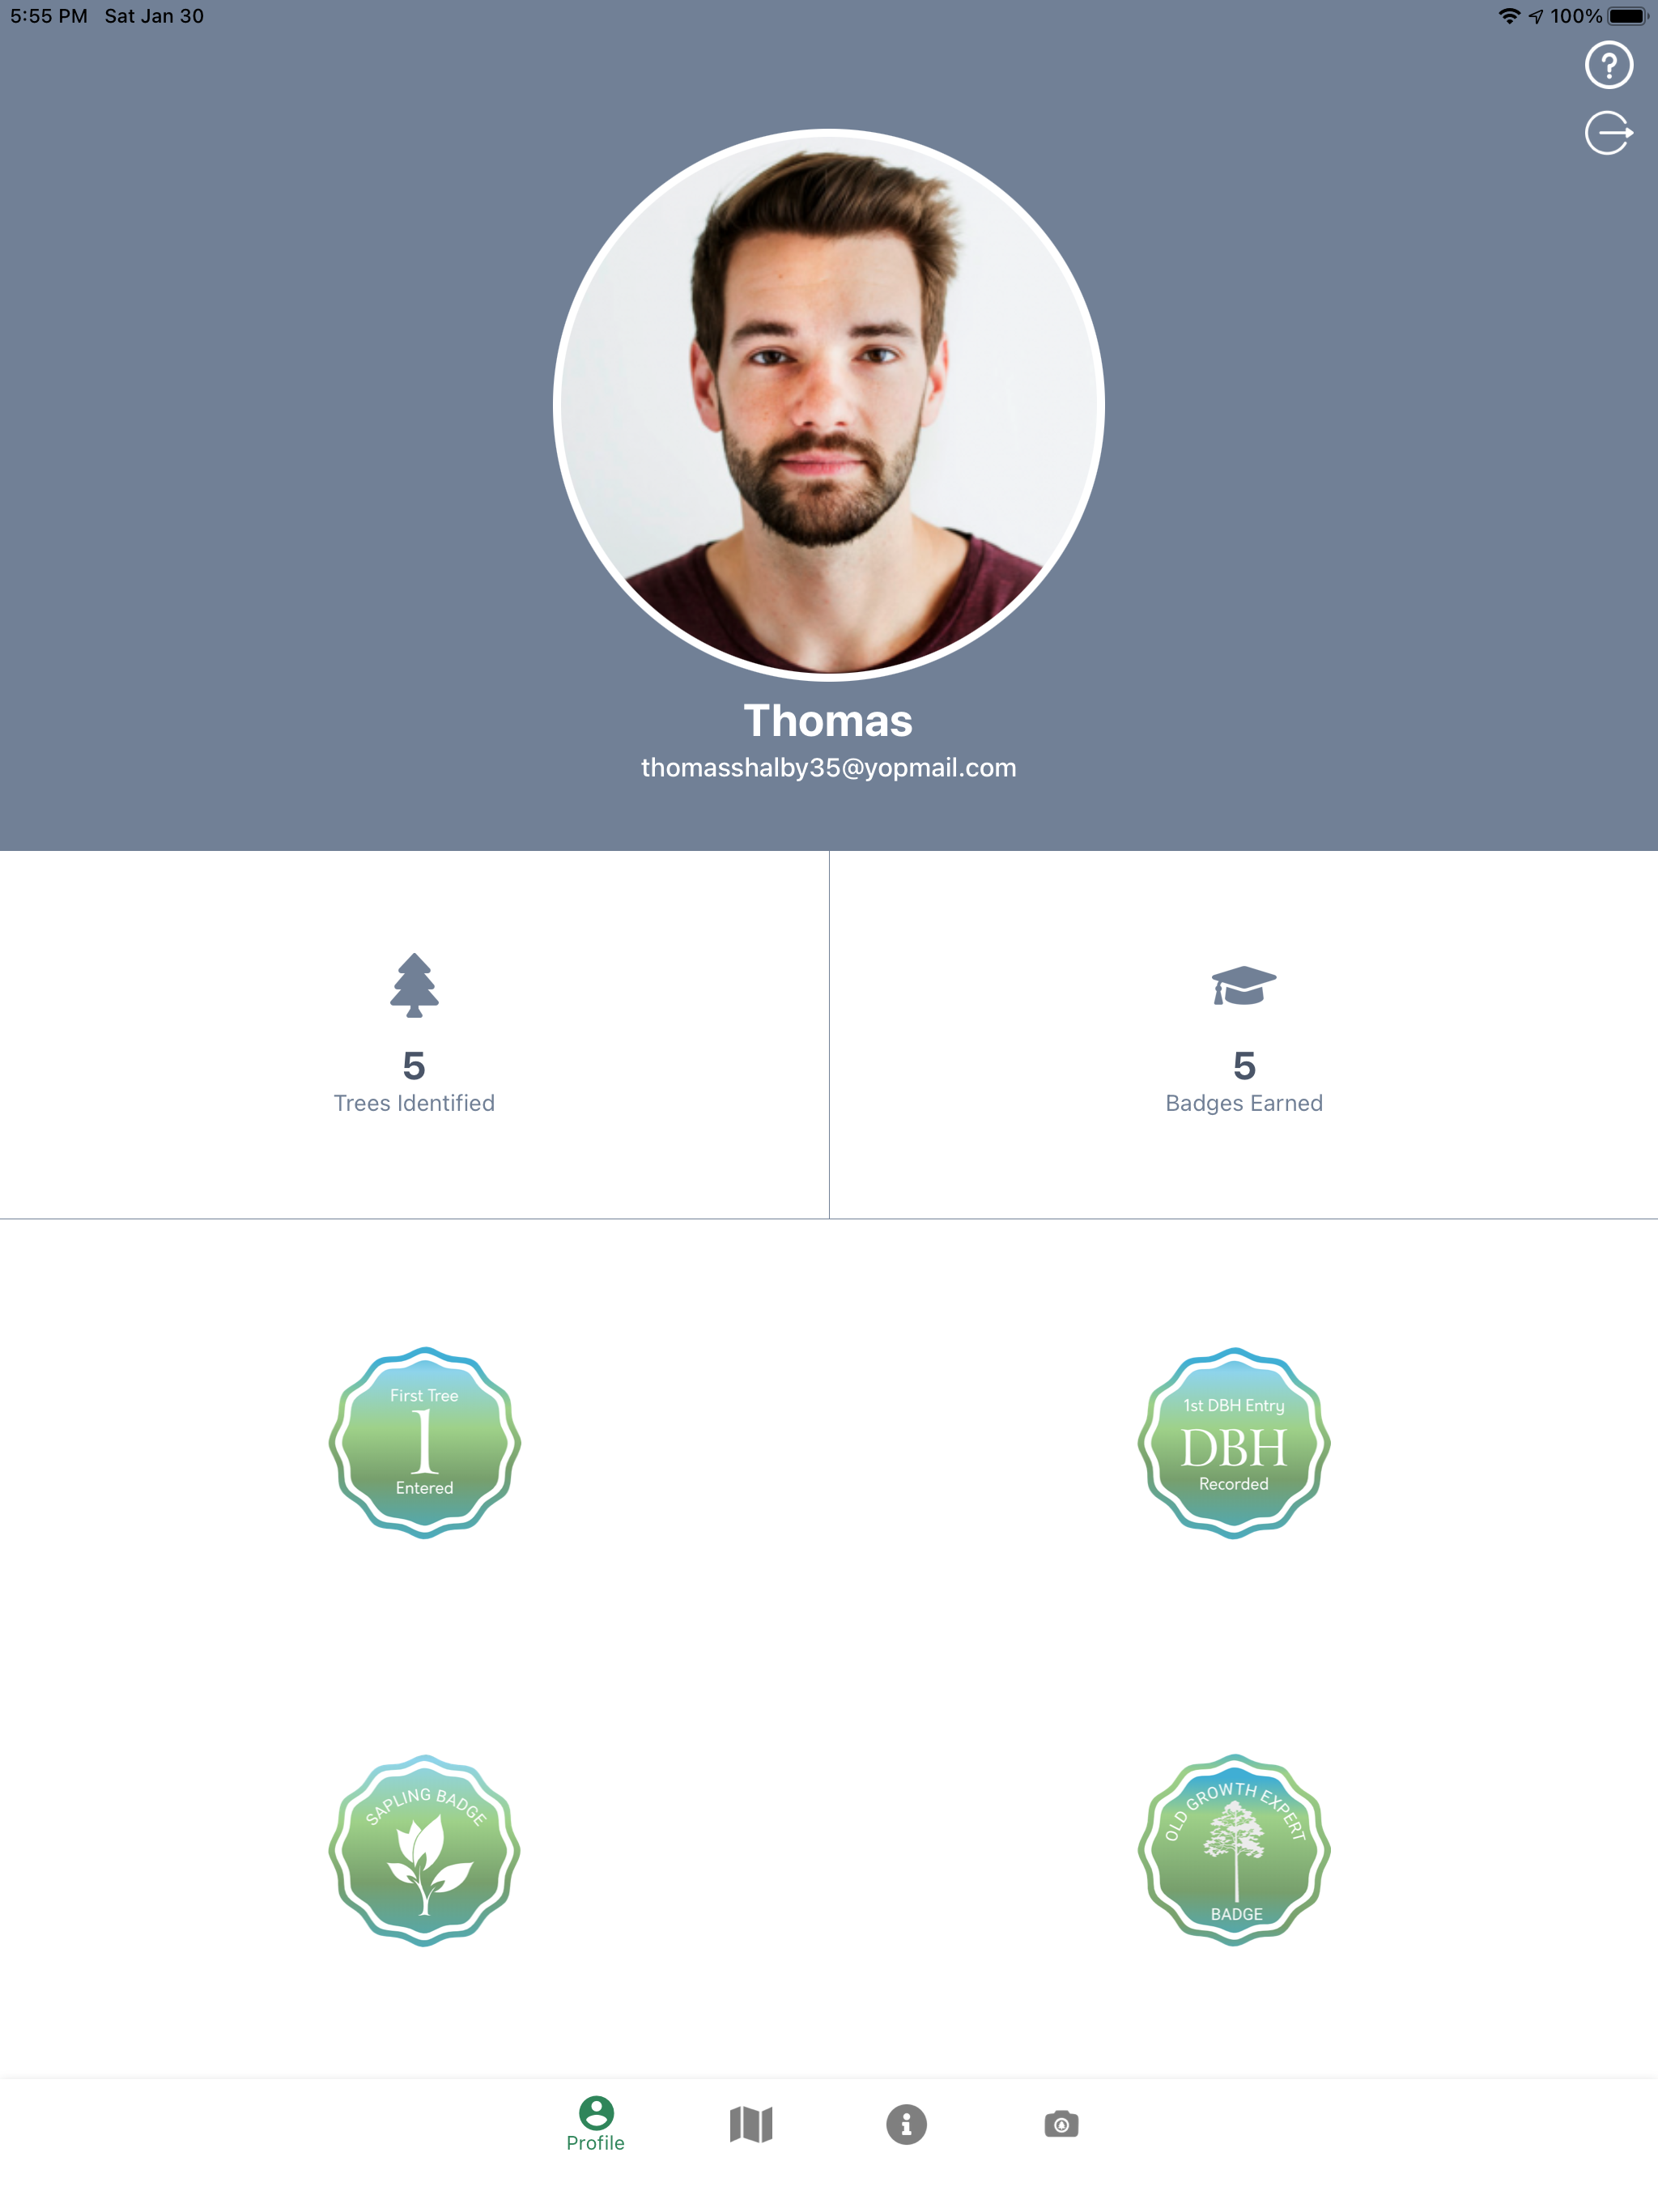 5:55 PM Sat Jan 30
100%
Thomas
thomasshalby35@yopmail.com
5
Trees Identified
5
Badges Earned
First Tree
1
Entered
1st DBH Entry
DBH
Recorded
SAPLING BADGE
OLD GROWTH EXPERT
BADGE
Profile